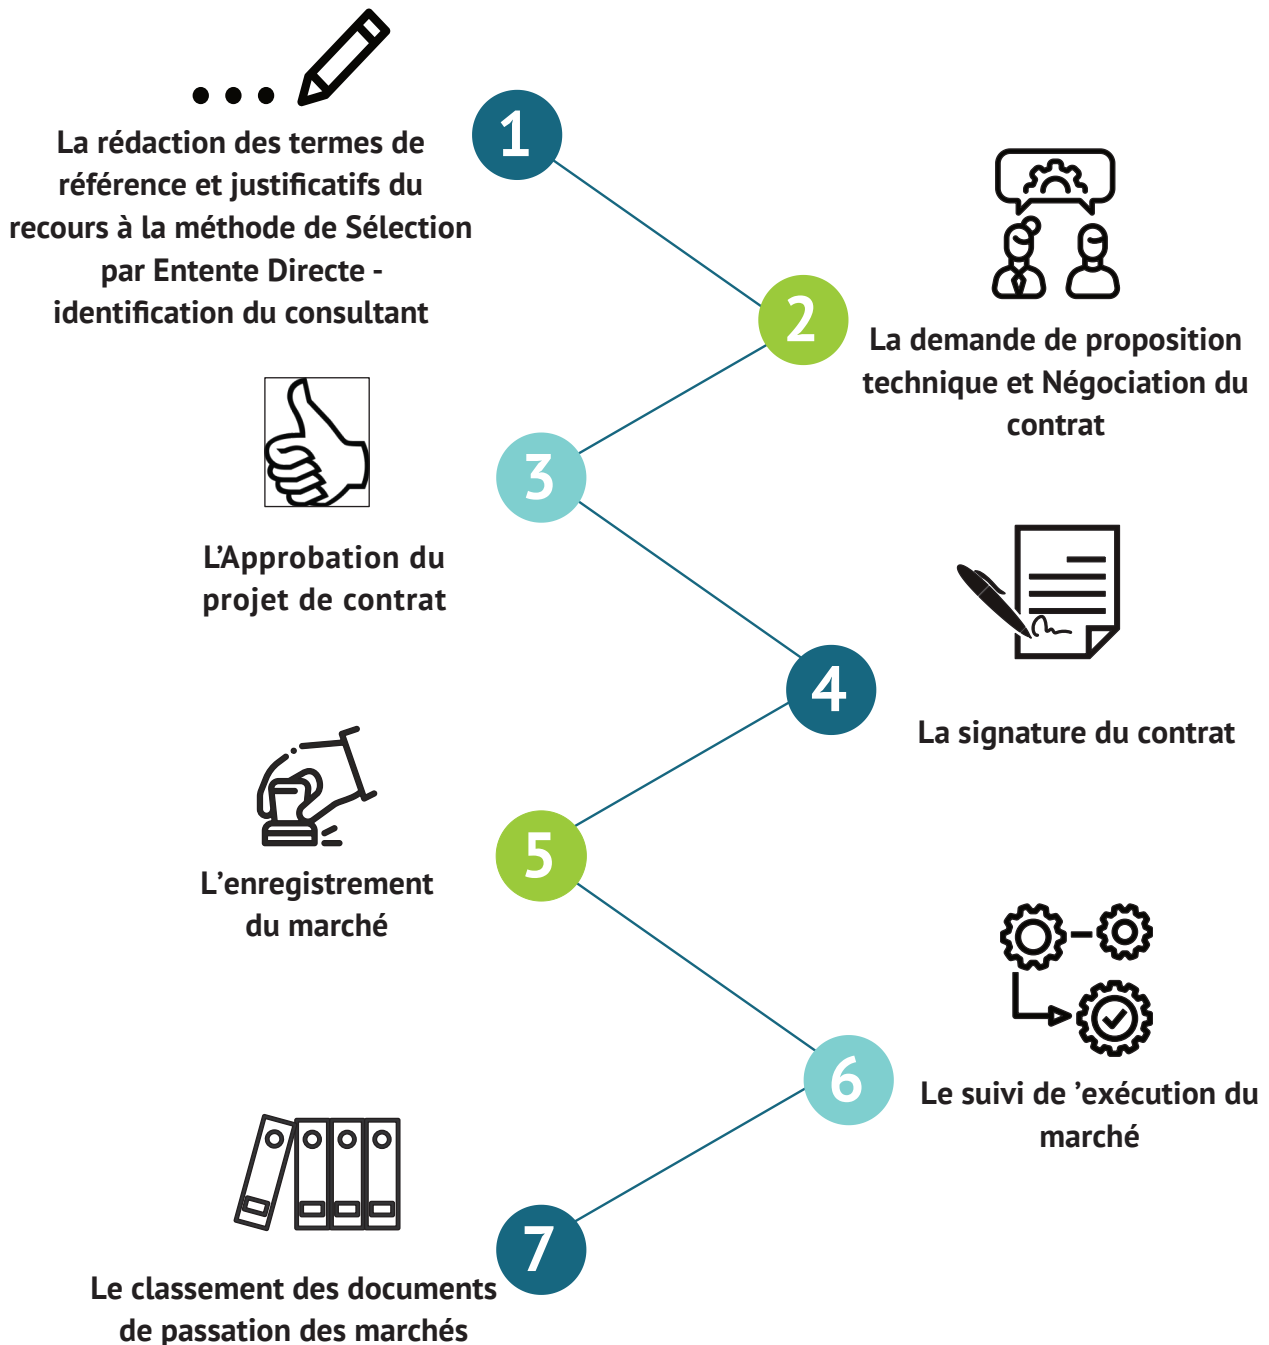 1
La rédaction des termes de
référence et justificatifs du
recours à la méthode de Sélection
par Entente Directe -
identification du consultant
2
La demande de proposition
technique et Négociation du
contrat
3
L’Approbation du
projet de contrat
4
La signature du contrat
5
L’enregistrement
du marché
6
Le suivi de ’exécution du
marché
7
Le classement des documents
de passation des marchés